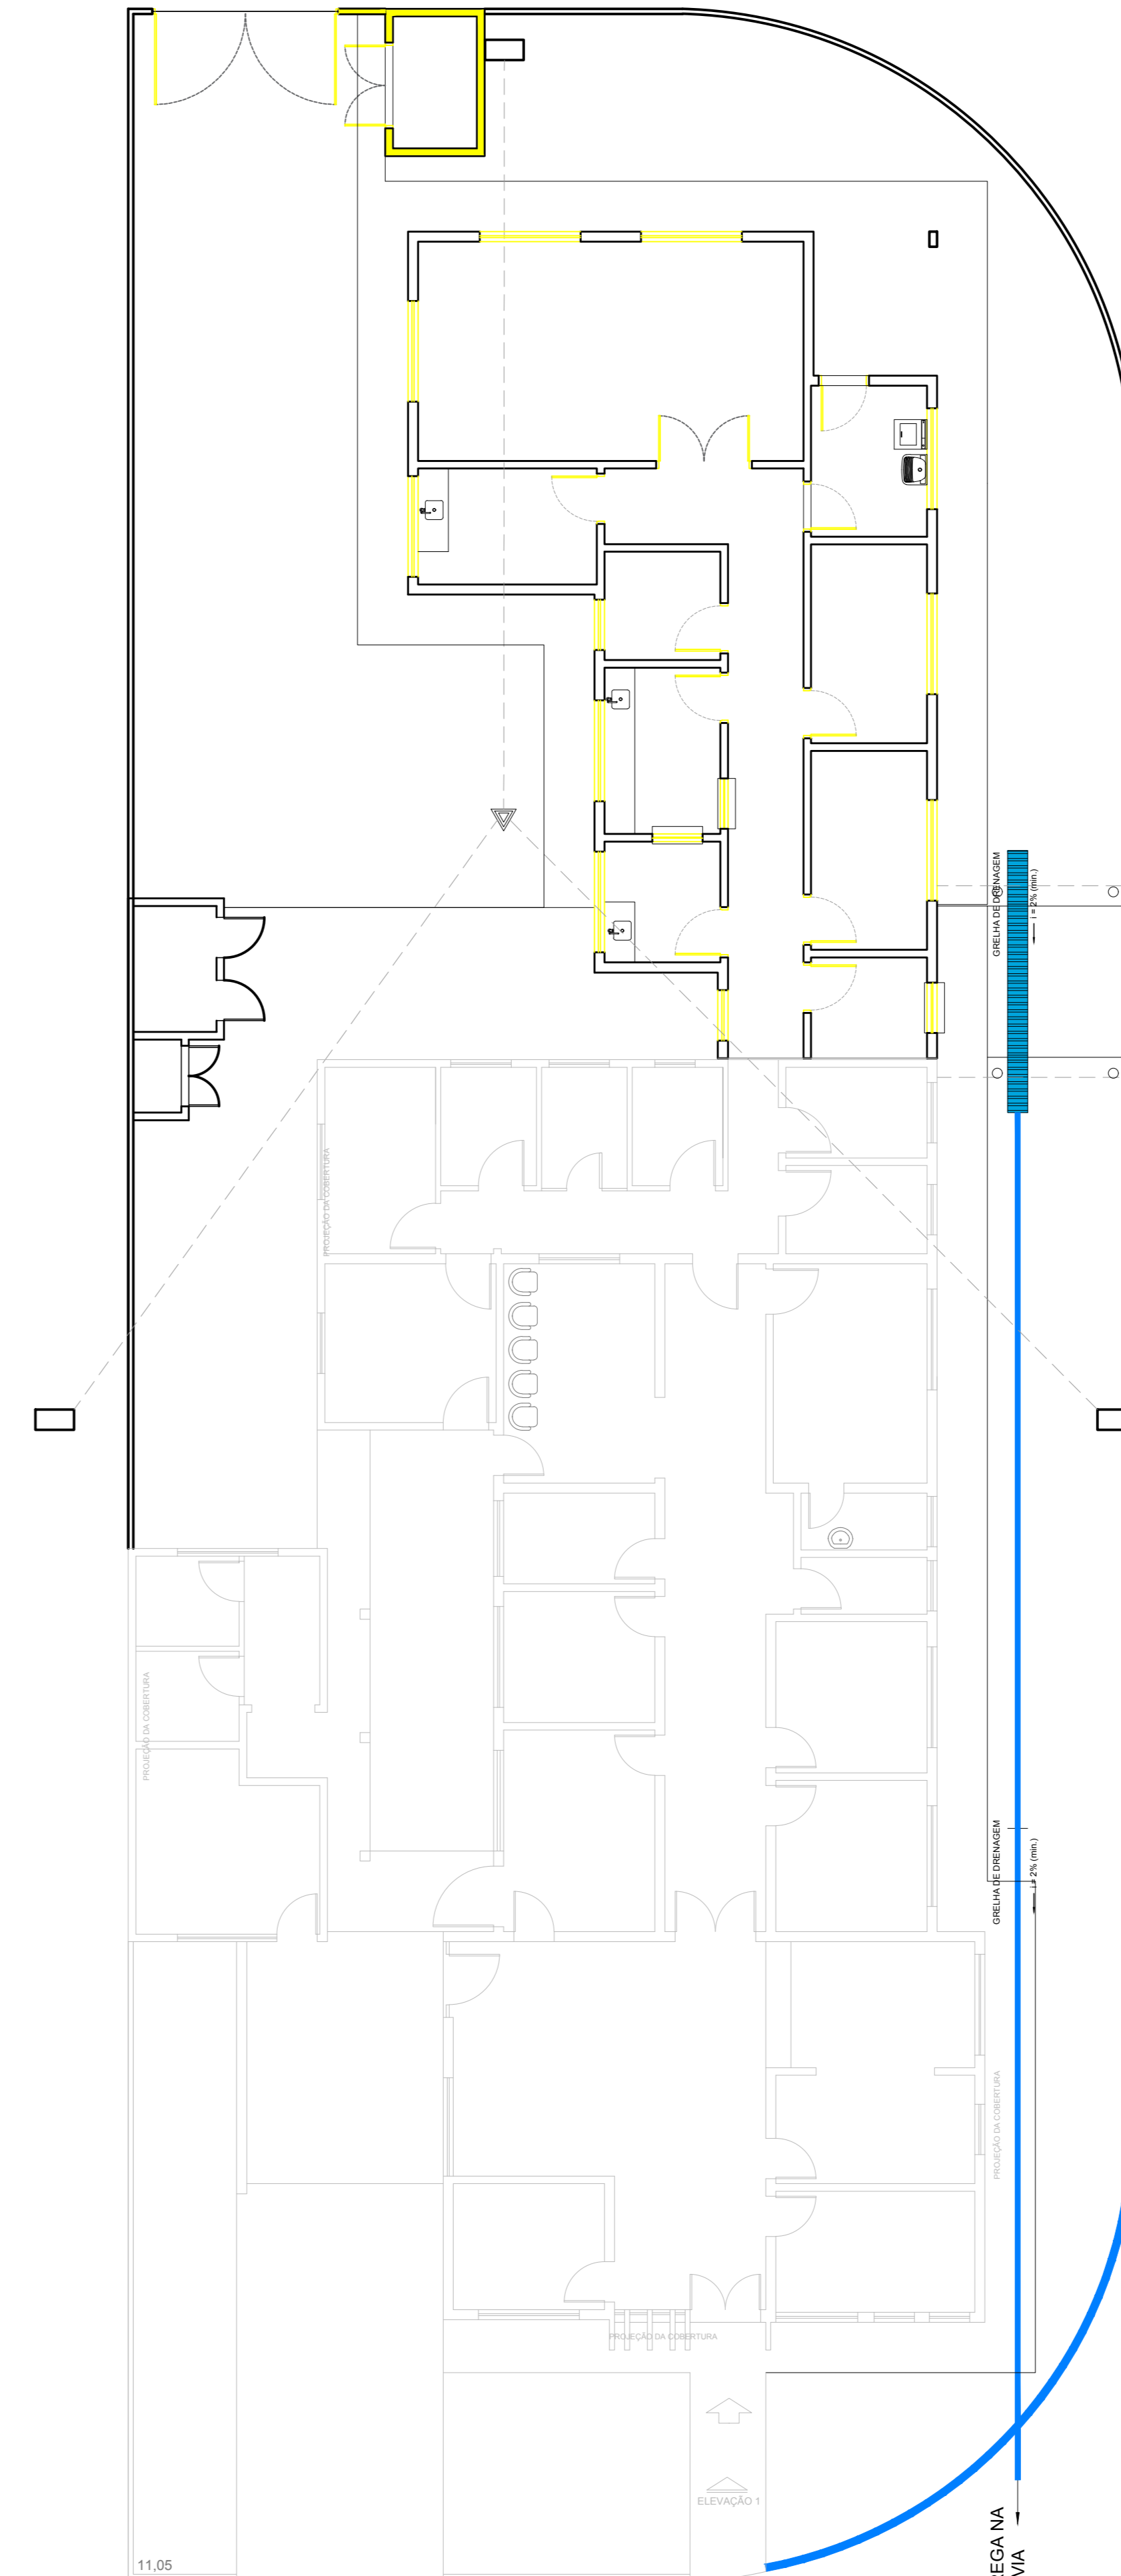 GRELHA DE DRENAGEM
i = 2% (min.)
PROJEÇÃO DA COBERTURA
PROJEÇÃO DA COBERTURA
GRELHA DE DRENAGEM
i = 2% (min.)
PROJEÇÃO DA COBERTURA
PROJEÇÃO DA COBERTURA
ELEVAÇÃO 1
EGA NA
VIA
11,05